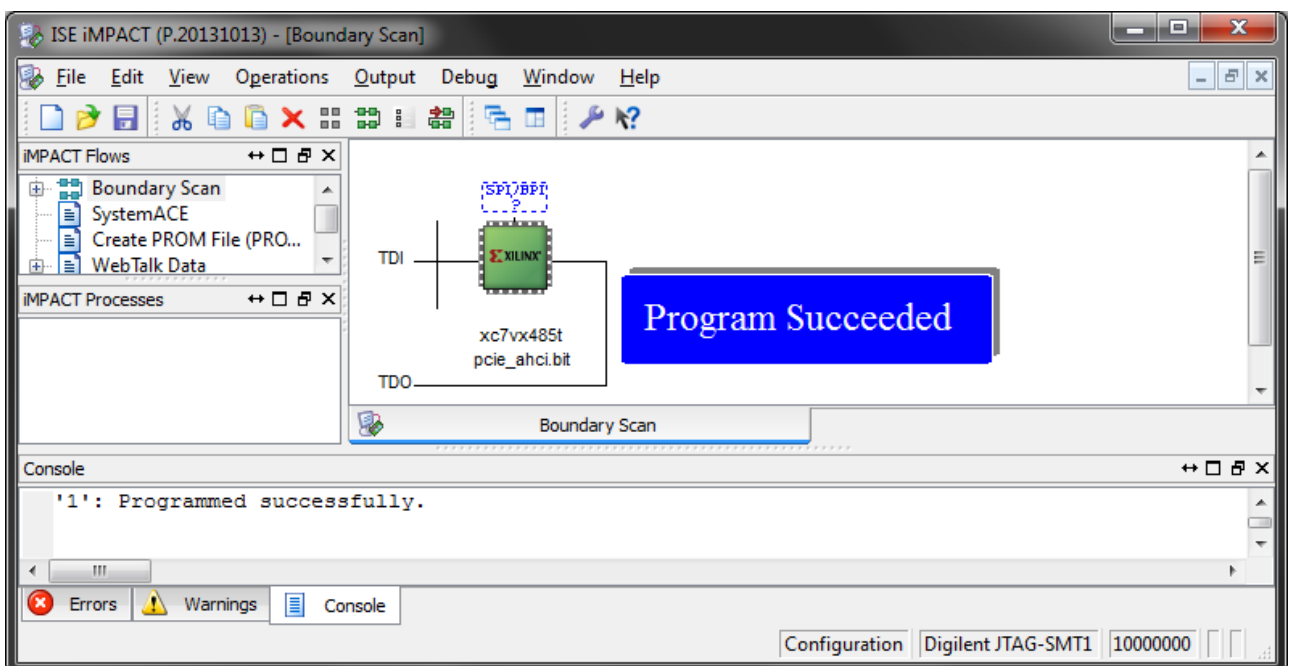 ISE iMPACT (P.20131013) - [Boundary Scan]
File Edit View Operations Output Debug Window Help
iMPACT Flows
Boundary Scan
SystemACE
Create PROM File (PRO...
WebTalk Data
iMPACT Processes
SPI/BPI
?
TDI
XILINX
xc7vx485t
pcie_ahci.bit
TDO
Program Succeeded
Boundary Scan
Console
'1': Programmed successfully.
Errors Warnings Console
Configuration Digilent JTAG-SMT1 10000000